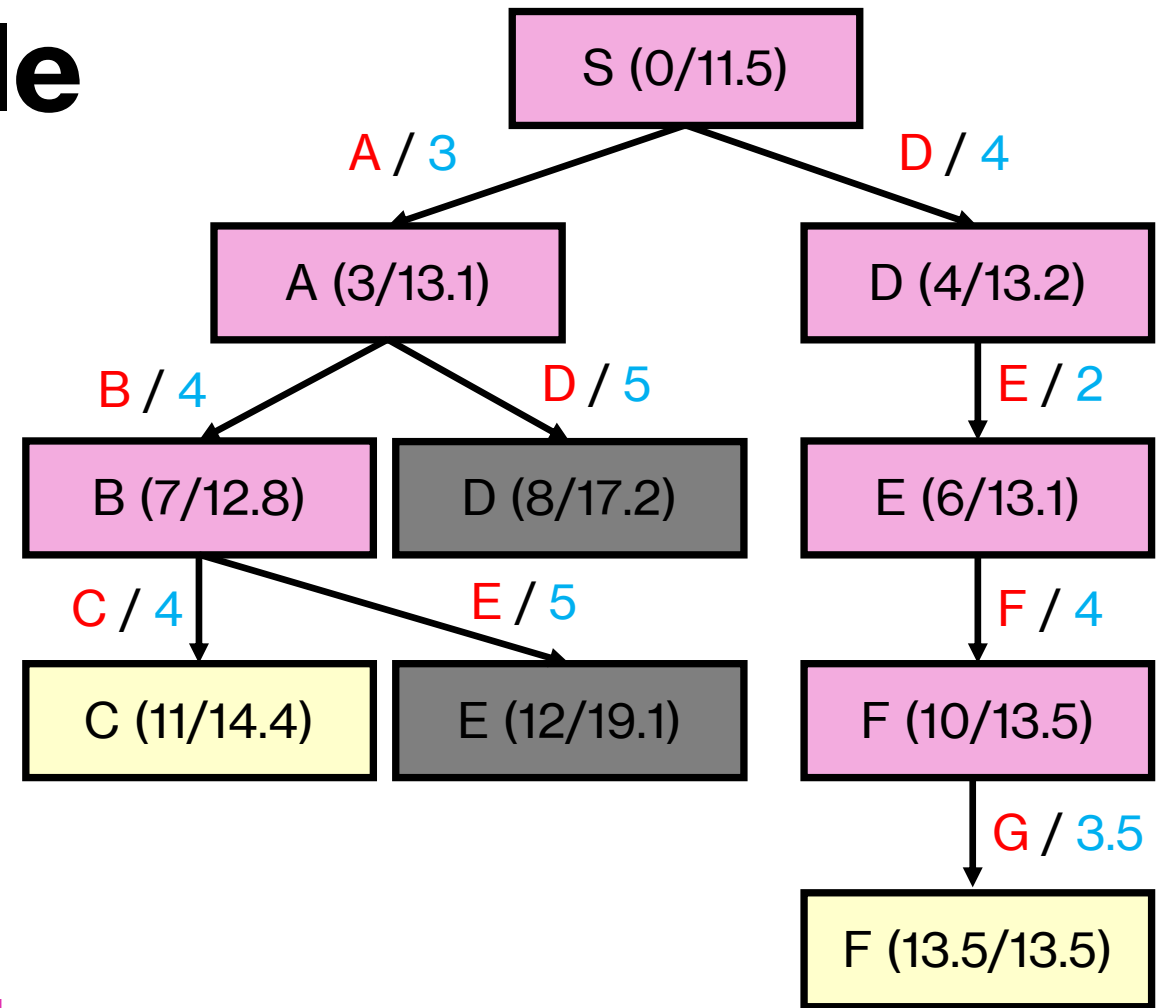 le
S (0/11.5)
A / 3
D / 4
A (3/13.1)
D (4/13.2)
B / 4
D / 5
E / 2
B (7/12.8)
D (8/17.2)
E (6/13.1)
C / 4
E / 5
F / 4
C (11/14.4)
E (12/19.1)
F (10/13.5)
G / 3.5
F (13.5/13.5)